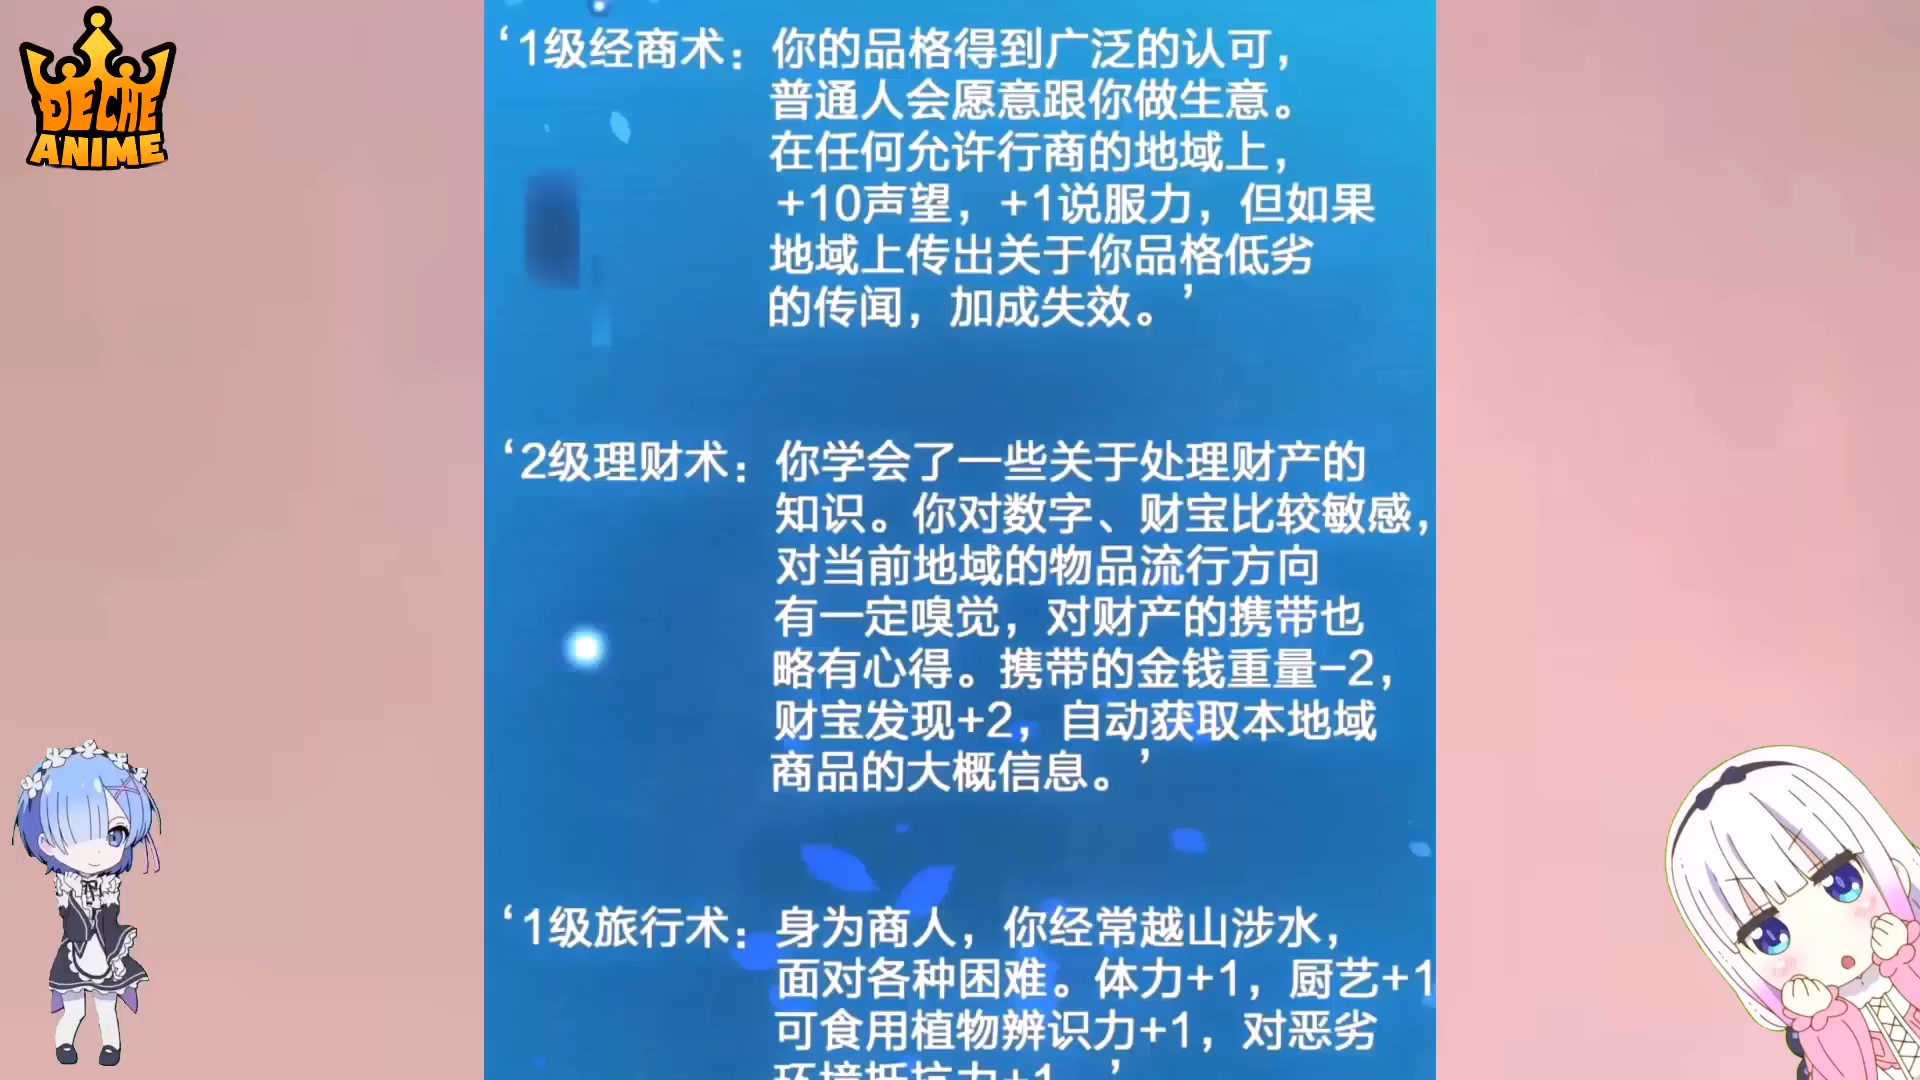 ĐECHE
ANIME
‘1级经商术：你的品格得到广泛的认可，
普通人会愿意跟你做生意。
在任何允许行商的地域上，
+10声望，+1说服力，但如果
地域上传出关于你品格低劣
的传闻，加成失效。’
‘2级理财术：你学会了一些关于处理财产的
知识。你对数字、财宝比较敏感，
对当前地域的物品流行方向
有一定嗅觉，对财产的携带也
略有心得。携带的金钱重量-2，
财宝发现+2，自动获取本地域
商品的大概信息。’
‘1级旅行术：身为商人，你经常越山涉水，
面对各种困难。体力+1，厨艺+1
可食用植物辨识力+1，对恶劣
环境抵抗力+1。’